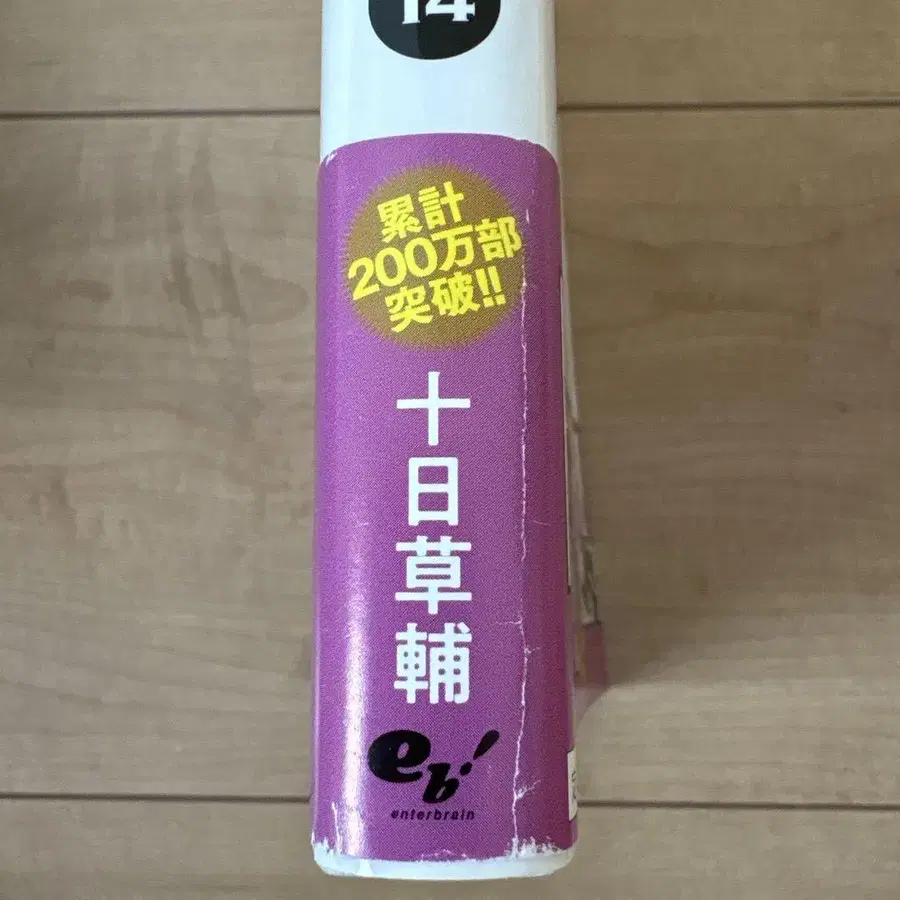 14
累計
200万部
突破!!
十日草輔
eb!
enterbrain